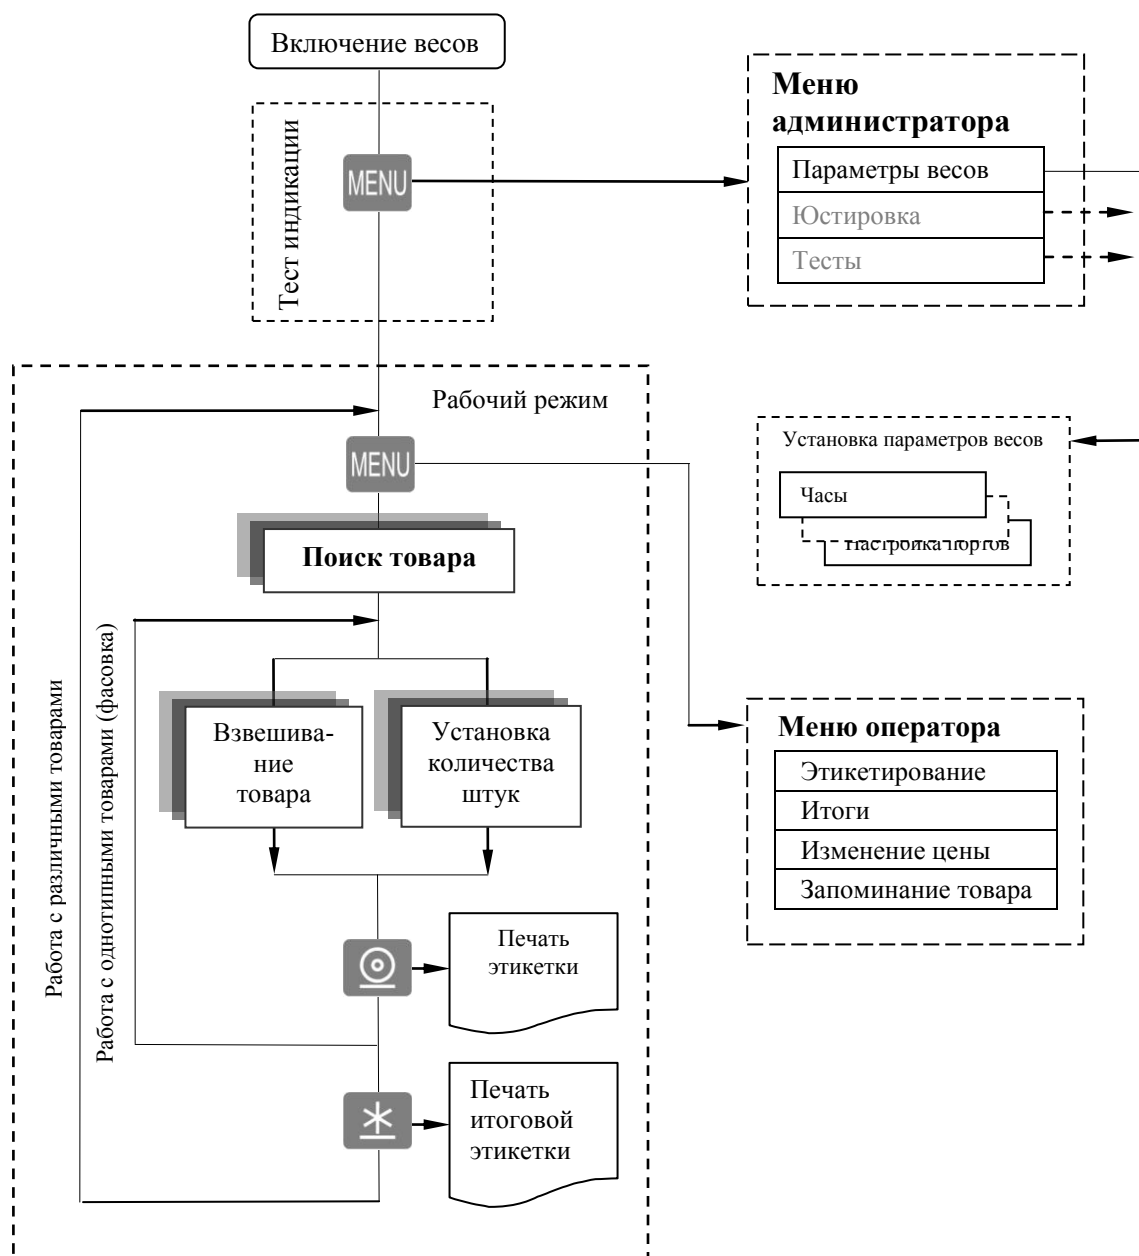 Включение весов
Тест индикации
MENU
Меню
администратора
Параметры весов
Юстировка
Тесты
Рабочий режим
MENU
Установка параметров весов
Часы
Настройка портов
Поиск товара
Работа с различными товарами
Работа с однотипными товарами (фасовка)
Взвешива-
ние
товара
Установка
количества
штук
Меню оператора
Этикетирование
Итоги
Изменение цены
Запоминание товара
Печать
этикетки
Печать
итоговой
этикетки